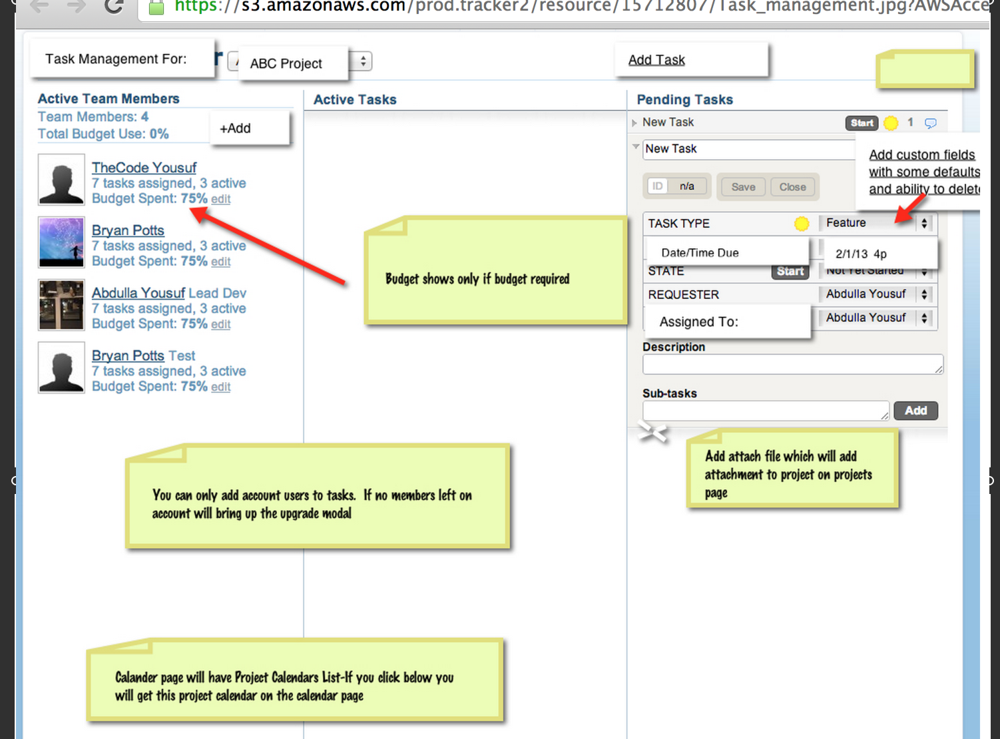 https://s3.amazonaws.com/prod.tracker2/resource/15712807/Task_management.jpg?AWSAcce
Task Management For:
ABC Project
Add Task
Active Team Members
Team Members: 4
Total Budget Use: 0%
+Add
TheCode Yousuf
7 tasks assigned, 3 active
Budget Spent: 75% edit
Bryan Potts
7 tasks assigned, 3 active
Budget Spent: 75% edit
Abdulla Yousuf Lead Dev
7 tasks assigned, 3 active
Budget Spent: 75% edit
Bryan Potts Test
7 tasks assigned, 3 active
Budget Spent: 75% edit
Active Tasks
Budget shows only if budget required
You can only add account users to tasks. If no members left on
account will bring up the upgrade modal
Calander page will have Project Calendars List-If you click below you
will get this project calendar on the calendar page
Pending Tasks
New Task Start 1
New Task
Add custom fields
with some defaults
and ability to delete
ID n/a Save Close
TASK TYPE Feature
Date/Time Due 2/1/13 4p
STATE Start Not Yet Started
REQUESTER Abdulla Yousuf
Assigned To: Abdulla Yousuf
Description
Sub-tasks
Add
Add attach file which will add
attachment to project on projects
page